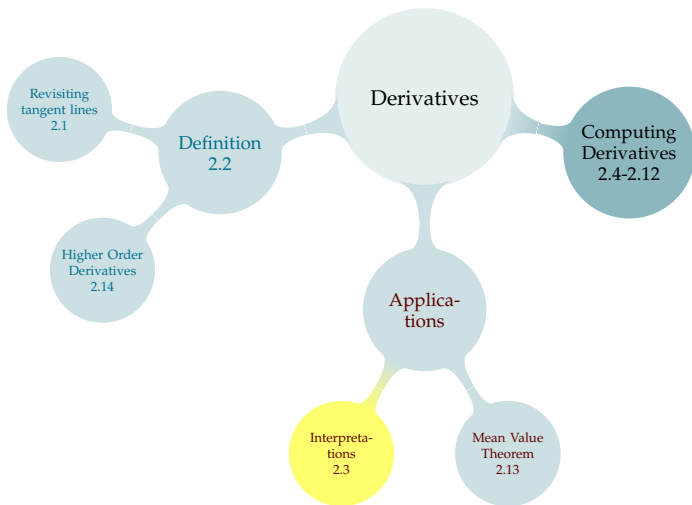 Derivatives
Revisiting
tangent lines
2.1
Definition
2.2
Computing
Derivatives
2.4-2.12
Higher Order
Derivatives
2.14
Applica-
tions
Interpreta-
tions
2.3
Mean Value
Theorem
2.13